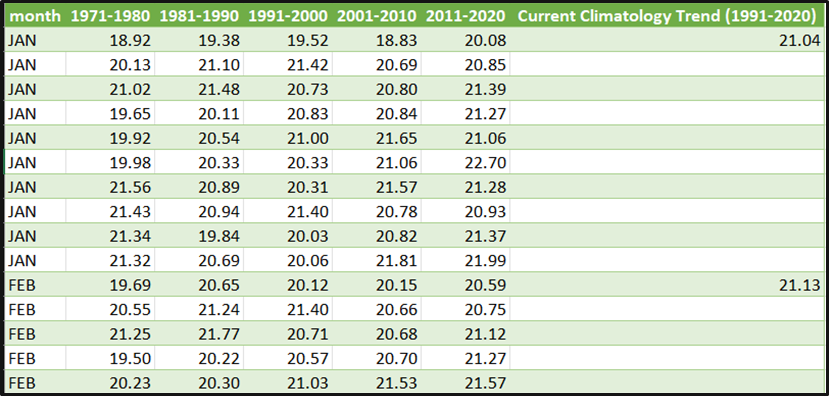 month 1971-1980 1981-1990 1991-2000 2001-2010 2011-2020 Current Climatology Trend (1991-2020)
JAN 18.92 19.38 19.52 18.83 20.08 21.04
JAN 20.13 21.10 21.42 20.69 20.85
JAN 21.02 21.48 20.73 20.80 21.39
JAN 19.65 20.11 20.83 20.84 21.27
JAN 19.92 20.54 21.00 21.65 21.06
JAN 19.98 20.33 20.33 21.06 22.70
JAN 21.56 20.89 20.31 21.57 21.28
JAN 21.43 20.94 21.40 20.78 20.93
JAN 21.34 19.84 20.03 20.82 21.37
JAN 21.32 20.69 20.06 21.81 21.99
FEB 19.69 20.65 20.12 20.15 20.59 21.13
FEB 20.55 21.24 21.40 20.66 20.75
FEB 21.25 21.77 20.71 20.68 21.12
FEB 19.50 20.22 20.57 20.70 21.27
FEB 20.23 20.30 21.03 21.53 21.57